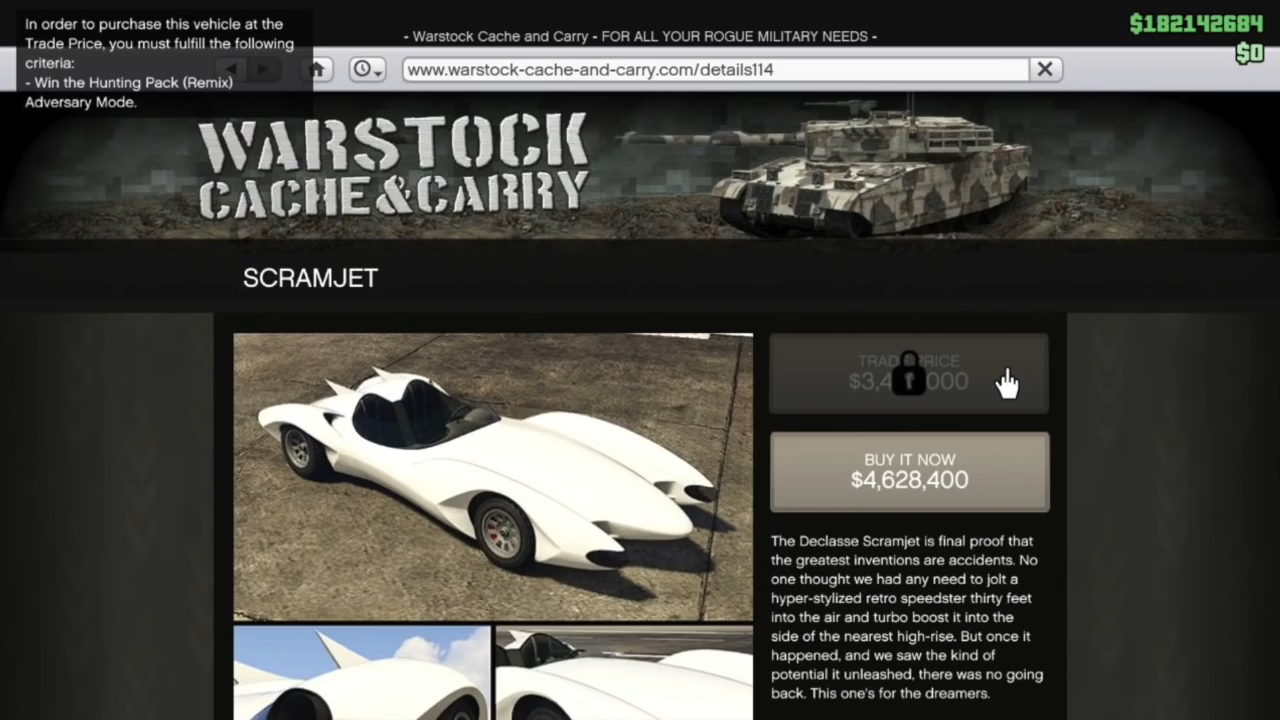 In order to purchase this vehicle at the
Trade Price, you must fulfill the following
criteria:
- Win the Hunting Pack (Remix)
Adversary Mode.
- Warstock Cache and Carry - FOR ALL YOUR ROGUE MILITARY NEEDS -
$182142684
$0
www.warstock-cache-and-carry.com/details114
WARSTOCK
CACHE & CARRY
SCRAMJET
PRICE
BUY IT NOW
$4,628,400
The Declasse Scramjet is final proof that
the greatest inventions are accidents. No
one thought we had any need to jolt a
hyper-stylized retro speedster thirty feet
into the air and turbo boost it into the
side of the nearest high-rise. But once it
happened, and we saw the kind of
potential it unleashed, there was no going
back. This one's for the dreamers.